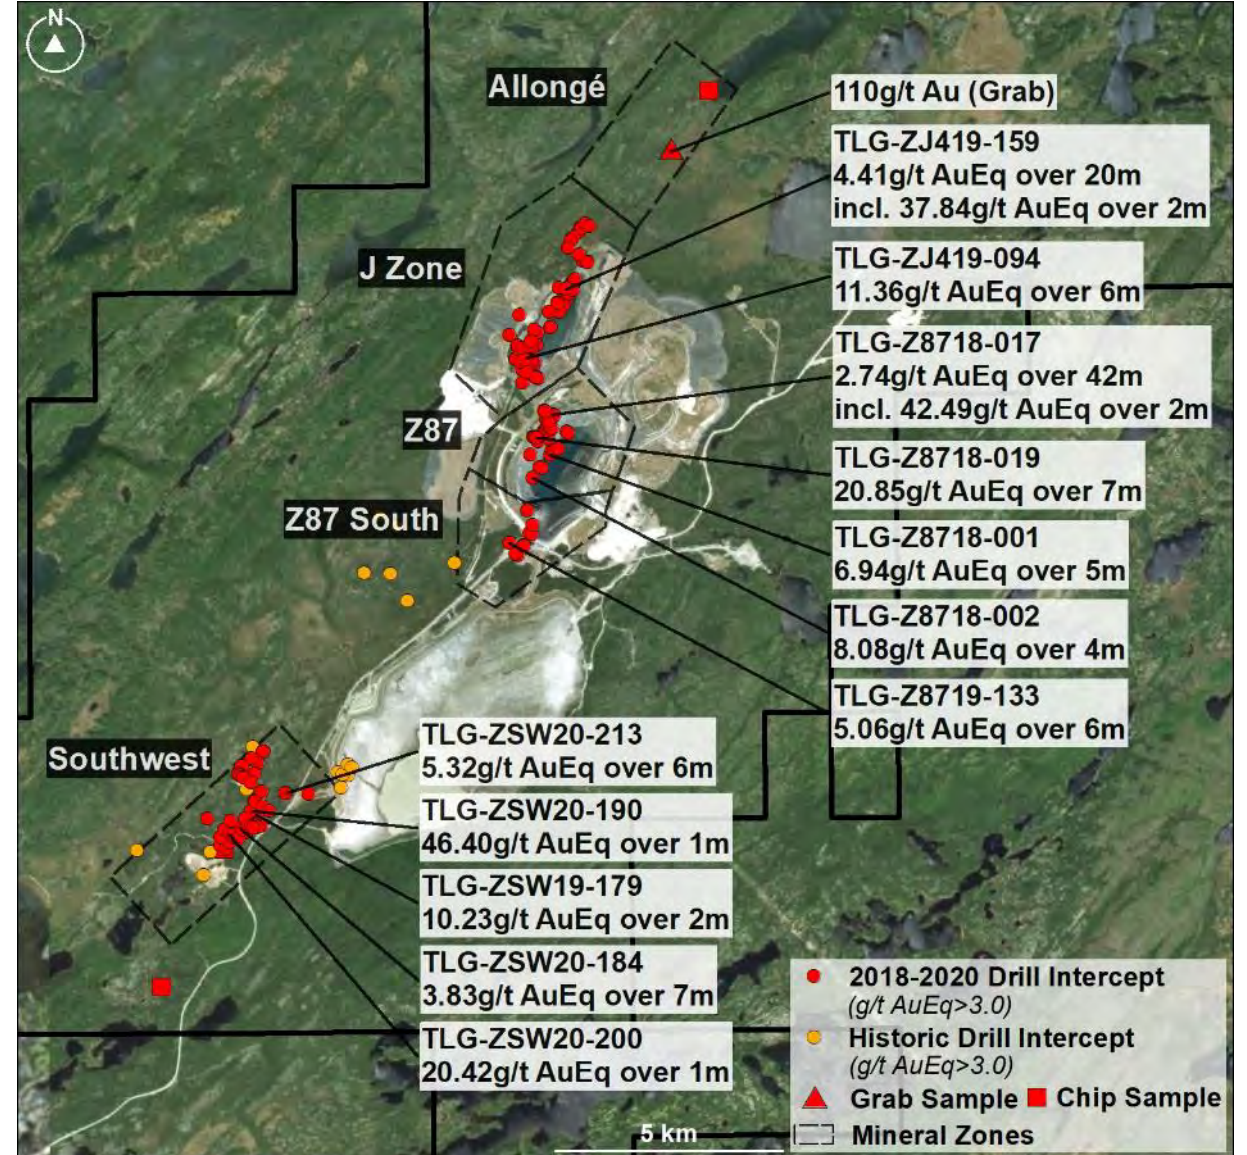 N
Allongé
110g/t Au (Grab)
TLG-ZJ419-159
4.41g/t AuEq over 20m
incl. 37.84g/t AuEq over 2m
J Zone
TLG-ZJ419-094
11.36g/t AuEq over 6m
TLG-Z8718-017
2.74g/t AuEq over 42m
incl. 42.49g/t AuEq over 2m
Z87
TLG-Z8718-019
20.85g/t AuEq over 7m
Z87 South
TLG-Z8718-001
6.94g/t AuEq over 5m
TLG-Z8718-002
8.08g/t AuEq over 4m
TLG-Z8719-133
5.06g/t AuEq over 6m
Southwest
TLG-ZSW20-213
5.32g/t AuEq over 6m
TLG-ZSW20-190
46.40g/t AuEq over 1m
TLG-ZSW19-179
10.23g/t AuEq over 2m
TLG-ZSW20-184
3.83g/t AuEq over 7m
TLG-ZSW20-200
20.42g/t AuEq over 1m
2018-2020 Drill Intercept
(g/t AuEq>3.0)
Historic Drill Intercept
(g/t AuEq>3.0)
Grab Sample Chip Sample
Mineral Zones
5 km